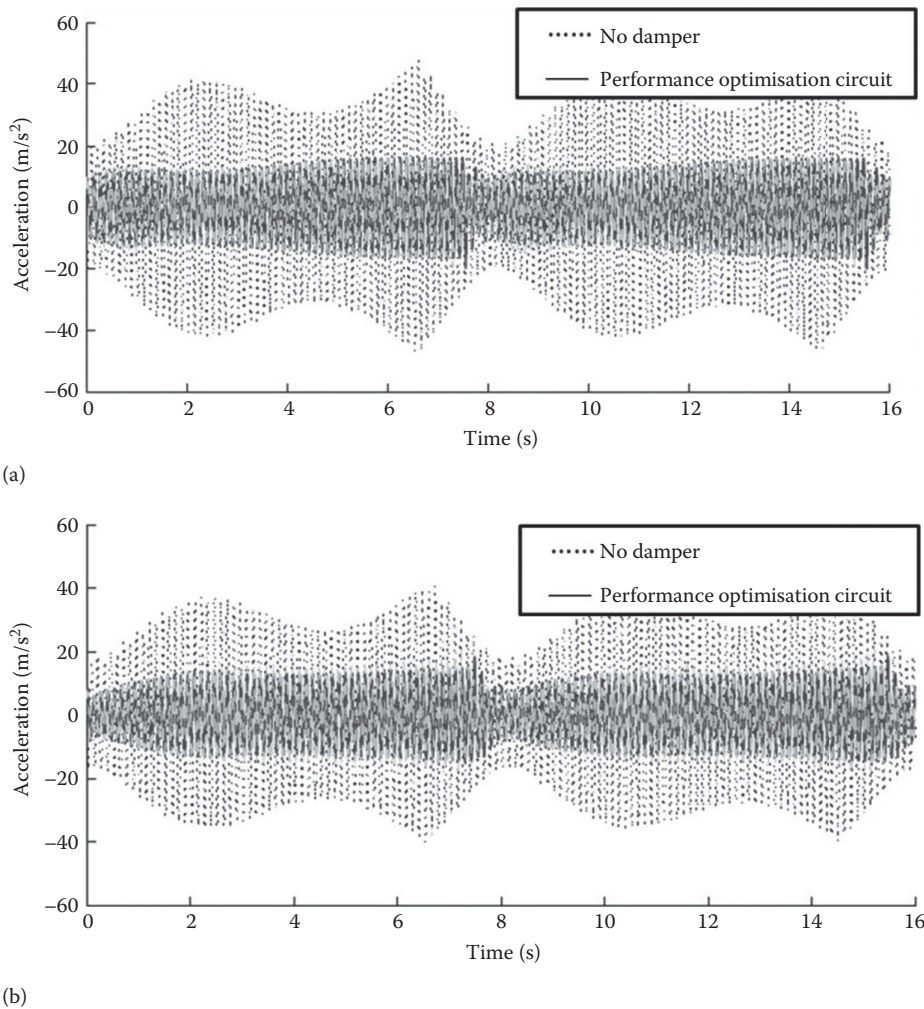 60
40
20
0
−20
−40
−60
Acceleration (m/s²)
No damper
Performance optimisation circuit
0 2 4 6 8 10 12 14 16
Time (s)
(a)
60
40
20
0
−20
−40
−60
Acceleration (m/s²)
No damper
Performance optimisation circuit
0 2 4 6 8 10 12 14 16
Time (s)
(b)